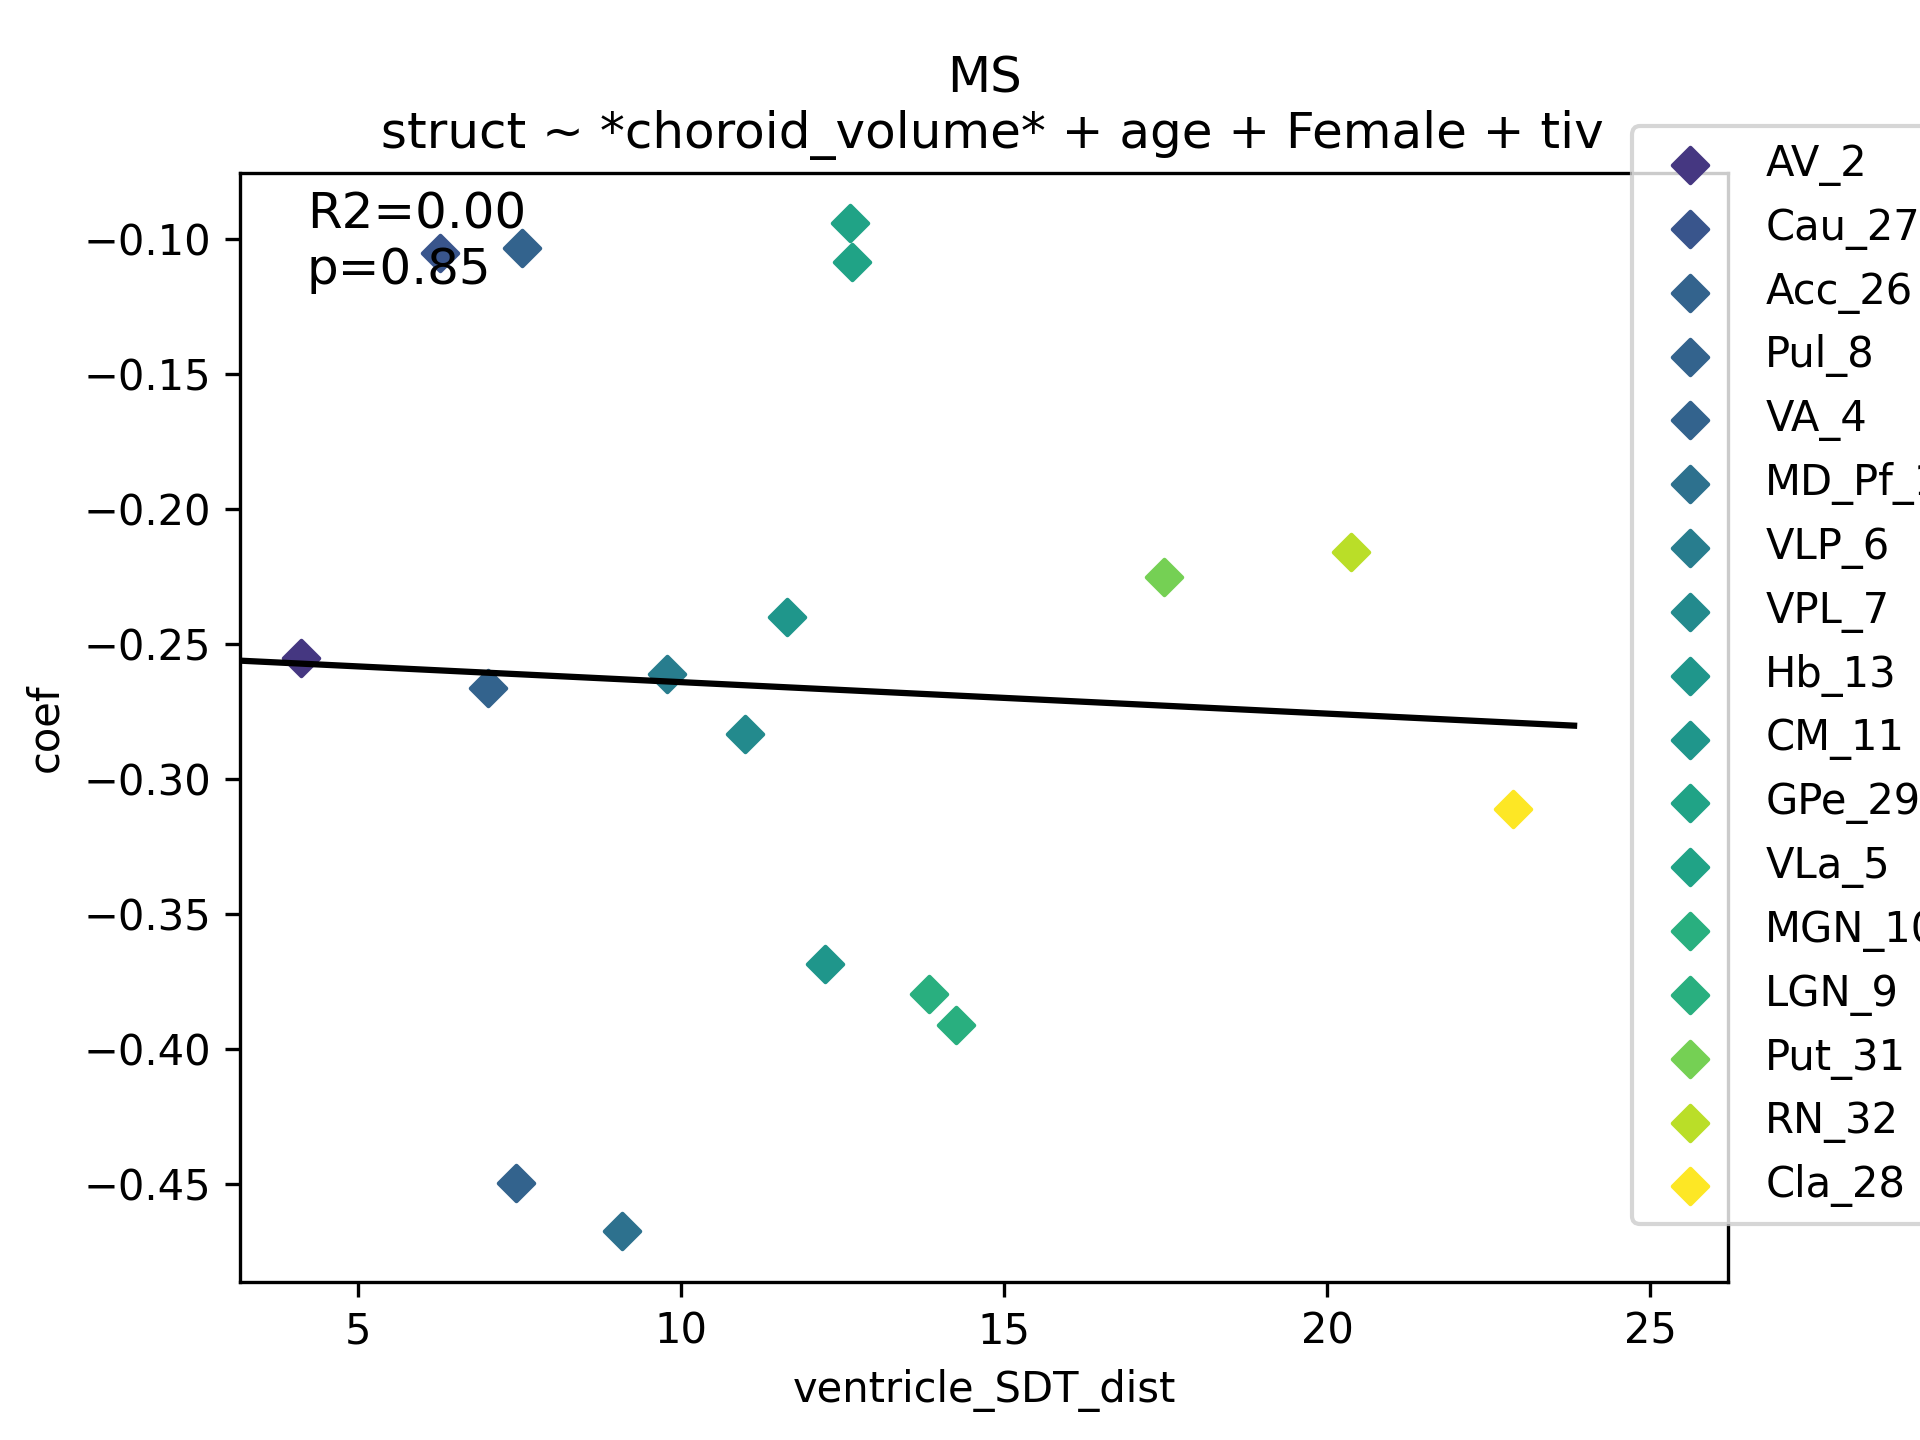 MS
struct ~ *choroid_volume* + age + Female + tiv
R2=0.00
p=0.85
−0.10
−0.15
−0.20
−0.25
−0.30
−0.35
−0.40
−0.45
coef
5
10
15
20
25
ventricle_SDT_dist
AV_2
Cau_27
Acc_26
Pul_8
VA_4
MD_Pf_
VLP_6
VPL_7
Hb_13
CM_11
GPe_29
VLa_5
MGN_10
LGN_9
Put_31
RN_32
Cla_28